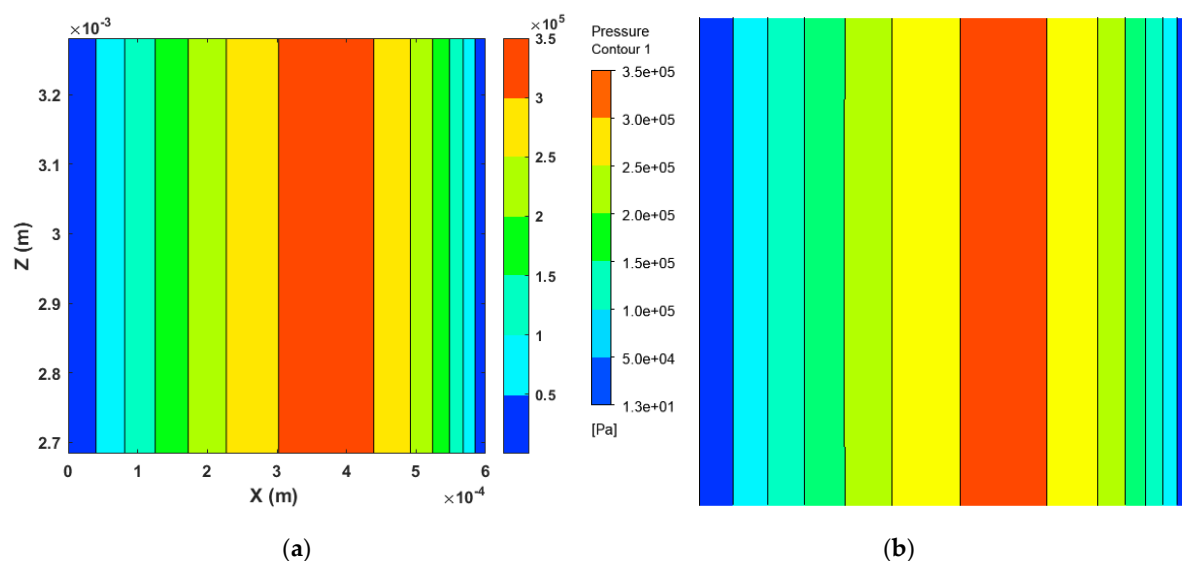 ×10⁻³
3.2
3.1
3
2.9
2.8
2.7
Z (m)
0 1 2 3 4 5 6
X (m)
×10⁻⁴
×10⁵
3.5
3
2.5
2
1.5
1
0.5
(a)
Pressure
Contour 1
3.5e+05
3.0e+05
2.5e+05
2.0e+05
1.5e+05
1.0e+05
5.0e+04
1.3e+01
[Pa]
(b)